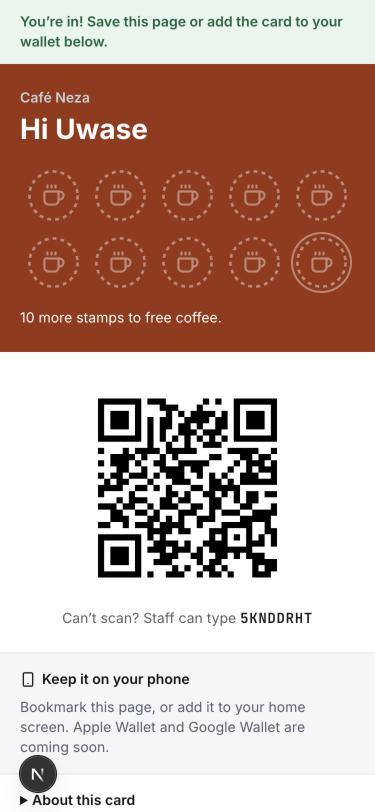 You’re in! Save this page or add the card to your
wallet below.
Café Neza
Hi Uwase
10 more stamps to free coffee.
Can’t scan? Staff can type 5KNDDRHT
Keep it on your phone
Bookmark this page, or add it to your home
screen. Apple Wallet and Google Wallet are
coming soon.
N
About this card